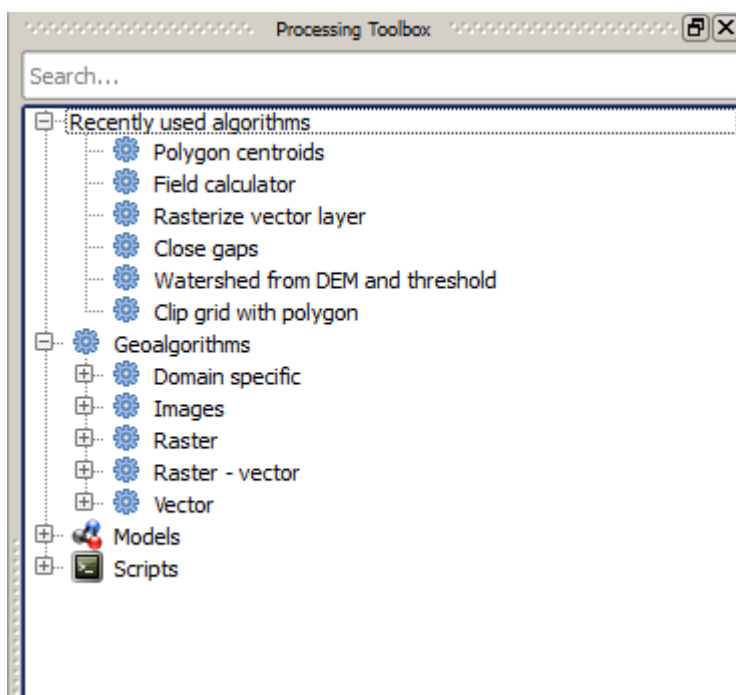 Processing Toolbox
Search...
Recently used algorithms
Polygon centroids
Field calculator
Rasterize vector layer
Close gaps
Watershed from DEM and threshold
Clip grid with polygon
Geoalgorithms
Domain specific
Images
Raster
Raster - vector
Vector
Models
Scripts